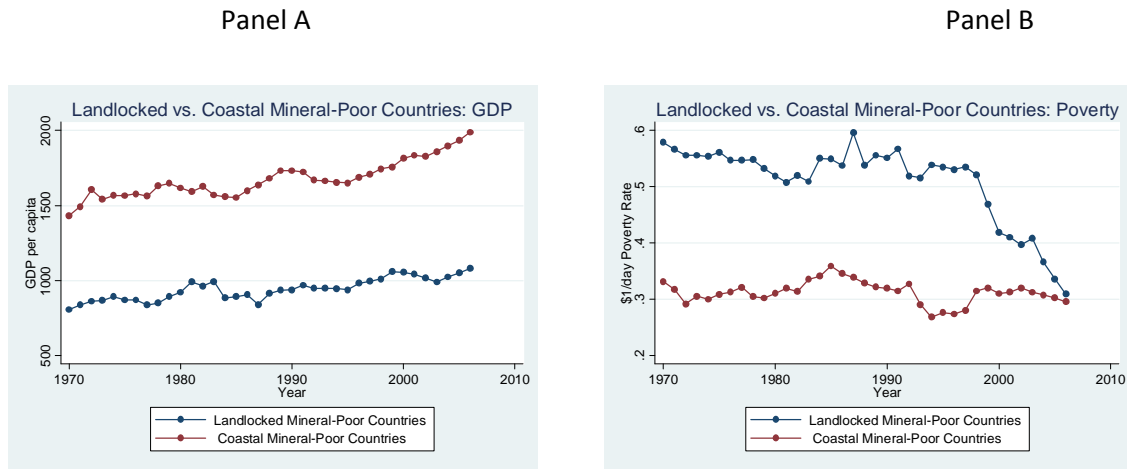 Panel A
Panel B
Landlocked vs. Coastal Mineral-Poor Countries: GDP
GDP per capita
2000
1500
1000
500
1970 1980 1990 2000 2010
Year
Landlocked Mineral-Poor Countries
Coastal Mineral-Poor Countries
Landlocked vs. Coastal Mineral-Poor Countries: Poverty
$1/day Poverty Rate
.6
.5
.4
.3
.2
1970 1980 1990 2000 2010
Year
Landlocked Mineral-Poor Countries
Coastal Mineral-Poor Countries